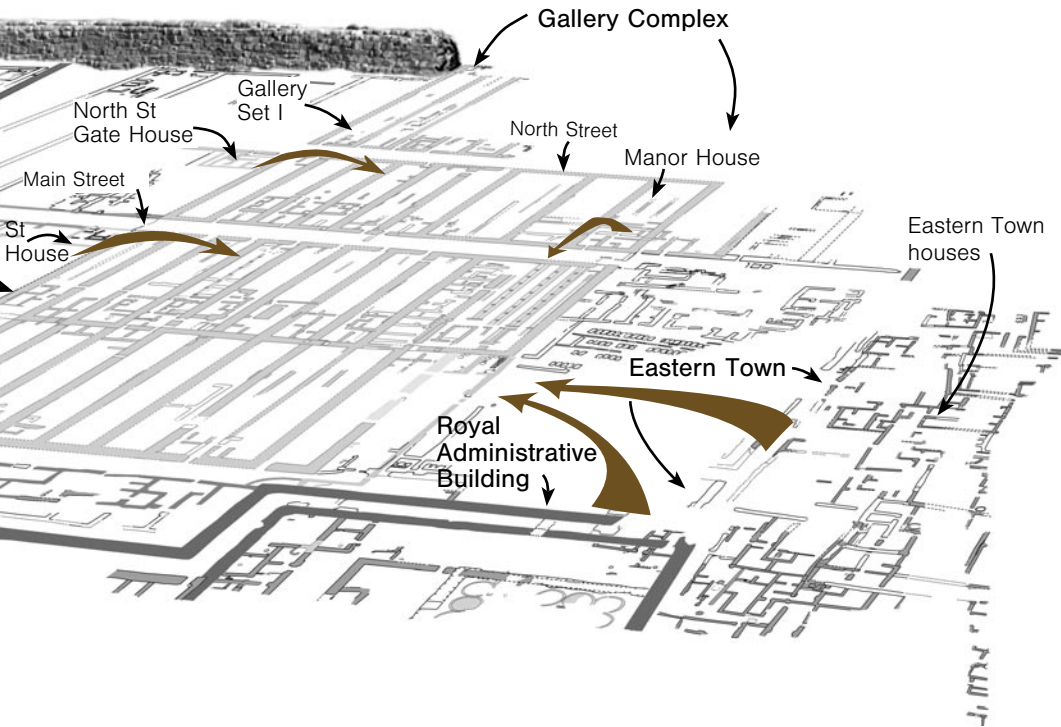 Gallery Complex
Gallery
Set I
North St
Gate House
North Street
Manor House
Main Street
St
House
Eastern Town
houses
Eastern Town
Royal
Administrative
Building